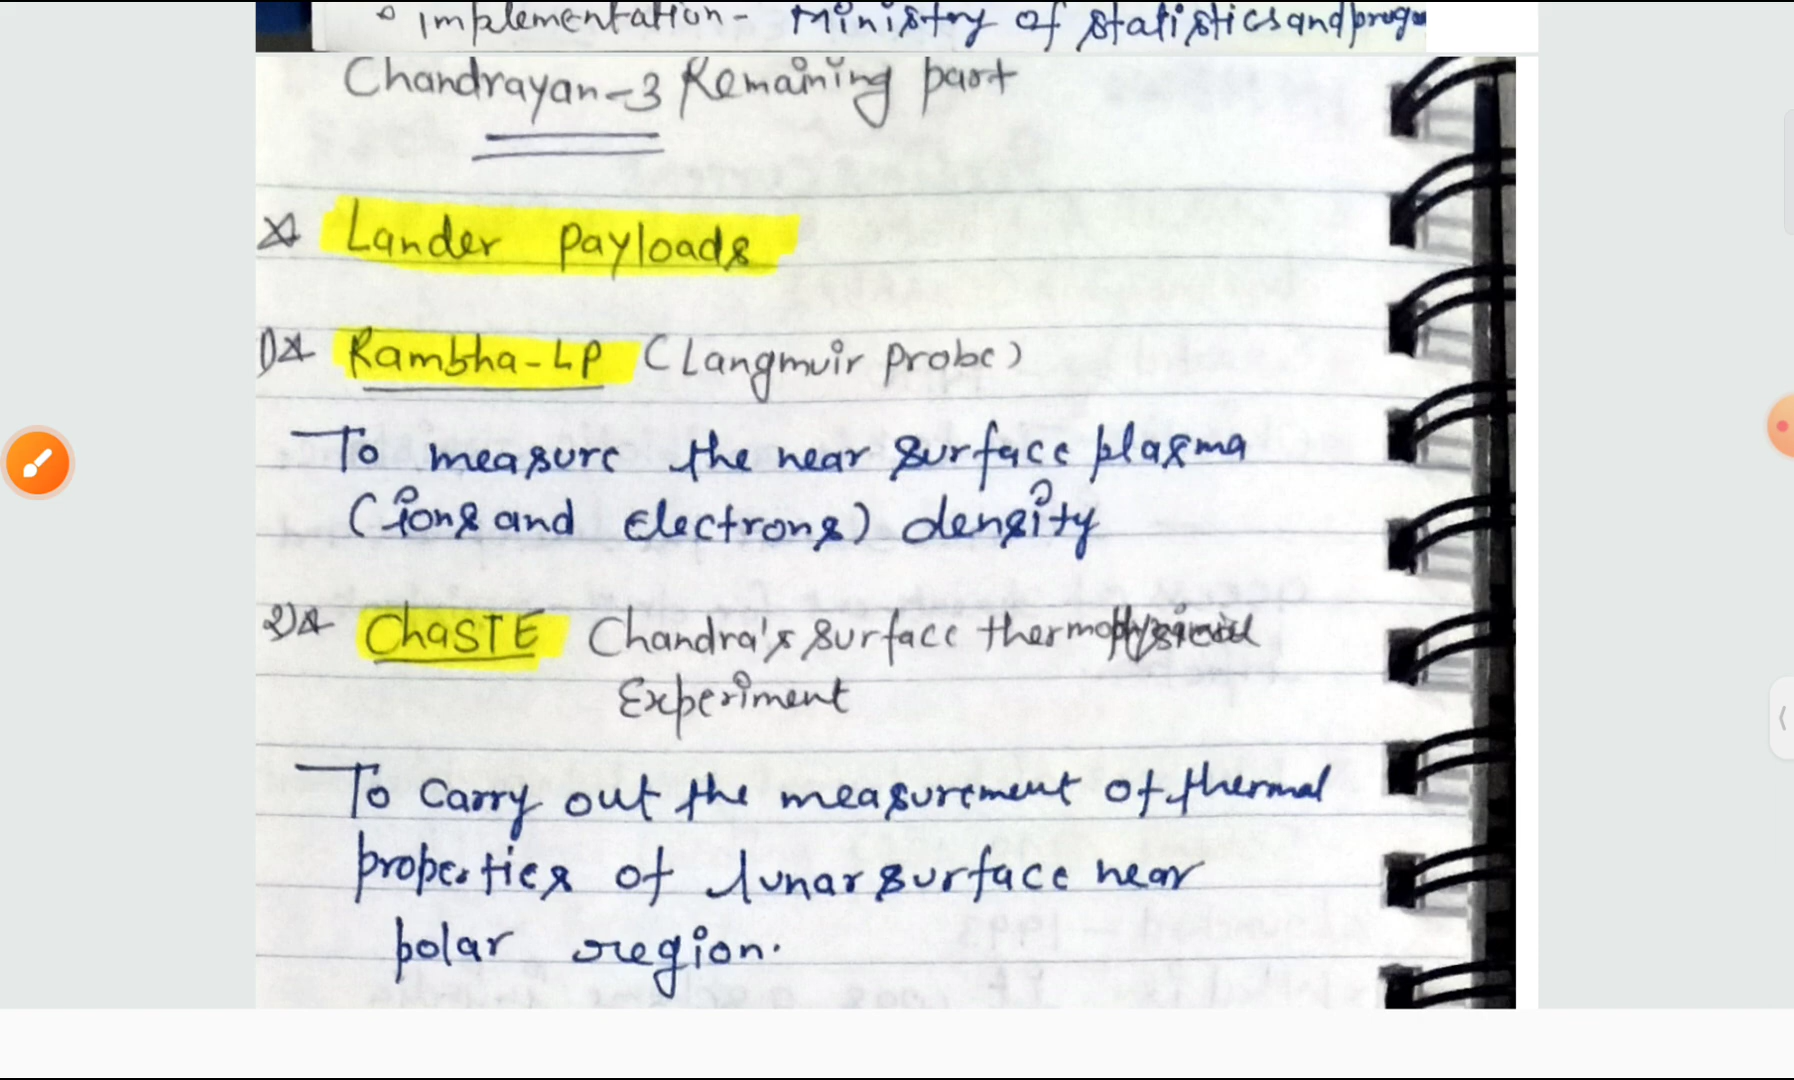 Implementation - Ministry of statistics and progra
Chandrayan-3 Remaining part
Lander Payloads
1) Rambha-LP (Langmuir Probe)
To measure the near surface plasma
(ions and electrons) density
2) ChaSTE Chandra's surface thermophysical
Experiment
To carry out the measurement of thermal
properties of lunar surface near
polar region.